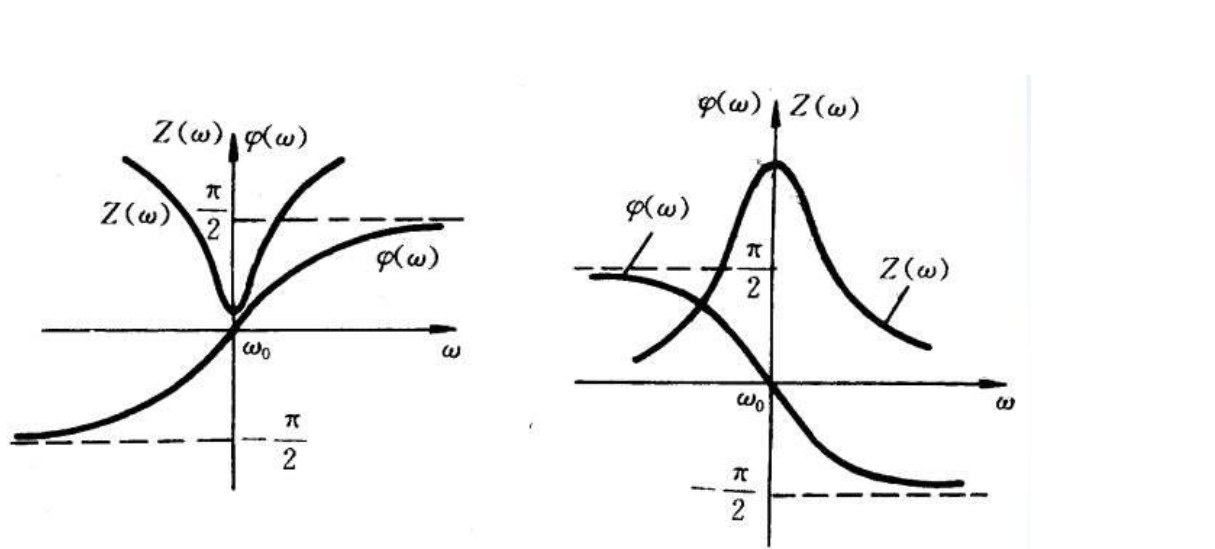 Z(ω) φ(ω)
Z(ω)
π/2
φ(ω)
ω₀
ω
-π/2
φ(ω) Z(ω)
φ(ω)
π/2
Z(ω)
ω₀
ω
-π/2